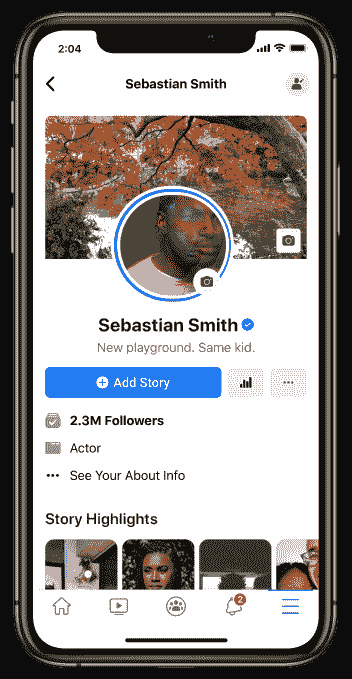 2:04
Sebastian Smith
Sebastian Smith
New playground. Same kid.
Add Story
2.3M Followers
Actor
See Your About Info
Story Highlights
2